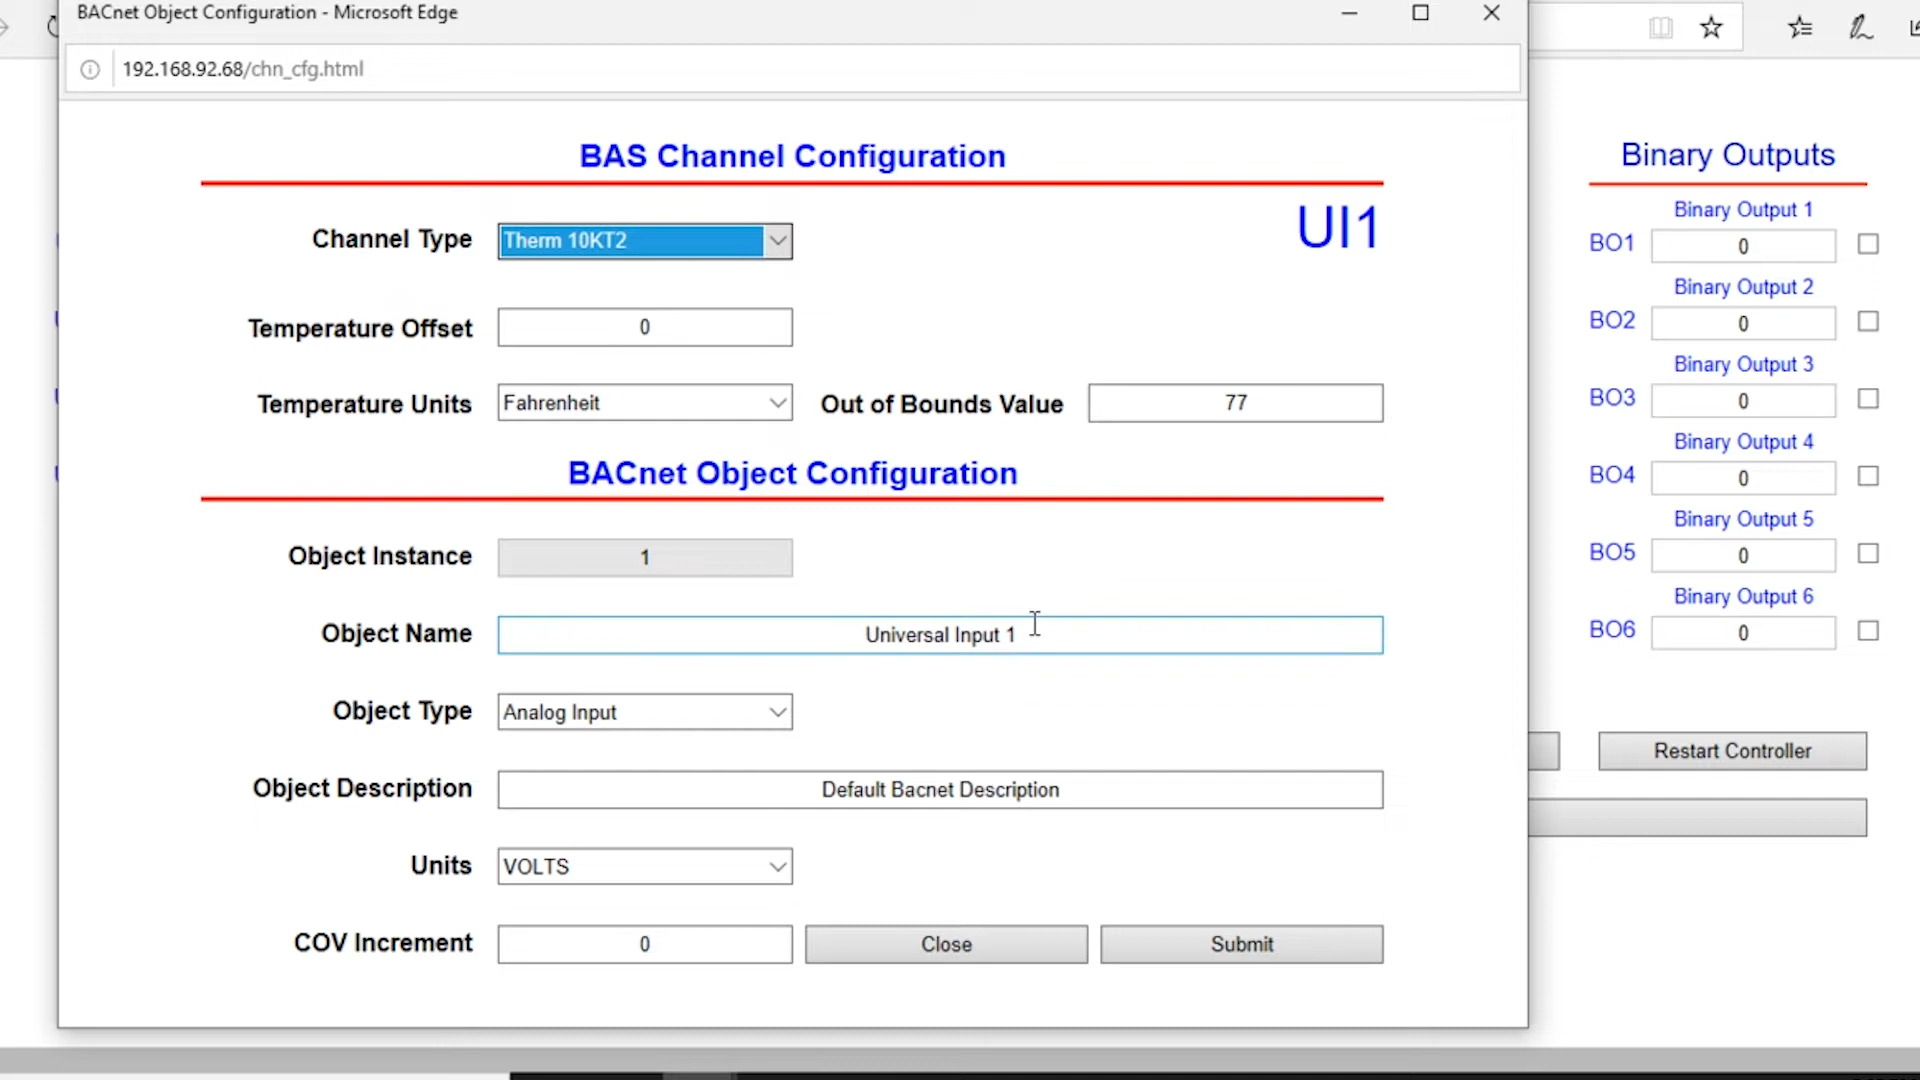 BACnet Object Configuration - Microsoft Edge
192.168.92.68/chn_cfg.html
BAS Channel Configuration
UI1
Channel Type Therm 10KT2
Temperature Offset 0
Temperature Units Fahrenheit Out of Bounds Value 77
BACnet Object Configuration
Object Instance 1
Object Name Universal Input 1
Object Type Analog Input
Object Description Default Bacnet Description
Units VOLTS
COV Increment 0 Close Submit
Binary Outputs
Binary Output 1
BO1 0
Binary Output 2
BO2 0
Binary Output 3
BO3 0
Binary Output 4
BO4 0
Binary Output 5
BO5 0
Binary Output 6
BO6 0
Restart Controller